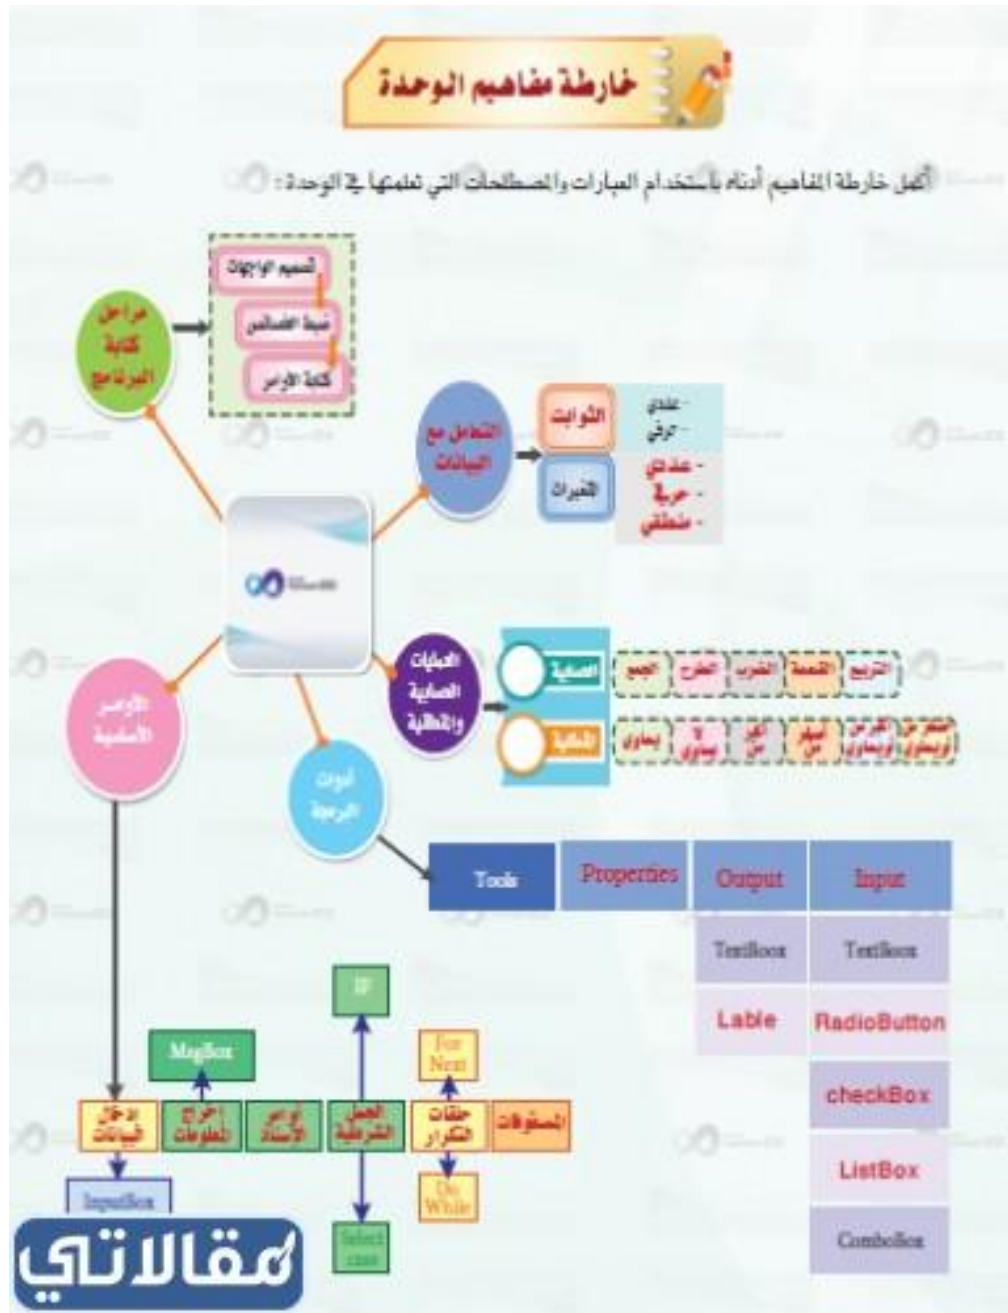 خارطة مفاهيم الوحدة
أكمل خارطة المفاهيم أدناه باستخدام العبارات والمصطلحات التي تعلمتها في الوحدة :
مراحل
كتابة
البرنامج
تصميم الواجهات
ضبط الخصائص
كتابة الأوامر
التعامل مع
البيانات
الثوابت
- عددي
- حرفي
المتغيرات
- عددي
- حرفي
- منطقي
العمليات
الحسابية
والمنطقية
الحسابية
الجمع
الطرح
الضرب
القسمة
التربيع
المنطقية
يساوي
لا
يساوي
أكبر
من
أصغر
من
أكبر من
أو يساوي
أصغر من
أو يساوي
الأوامر
الأساسية
أدوات
البرمجة
Tools
Properties
Output
Input
TextBoox
TextBoox
Lable
RadioButton
checkBox
ListBox
ComboBox
IF
MsgBox
For
Next
إدخال
البيانات
إخراج
المعلومات
أوامر
الأسناد
الجمل
الشرطية
حلقات
التكرار
المصفوفات
InputBox
Do
While
Select
case
مقالاتي